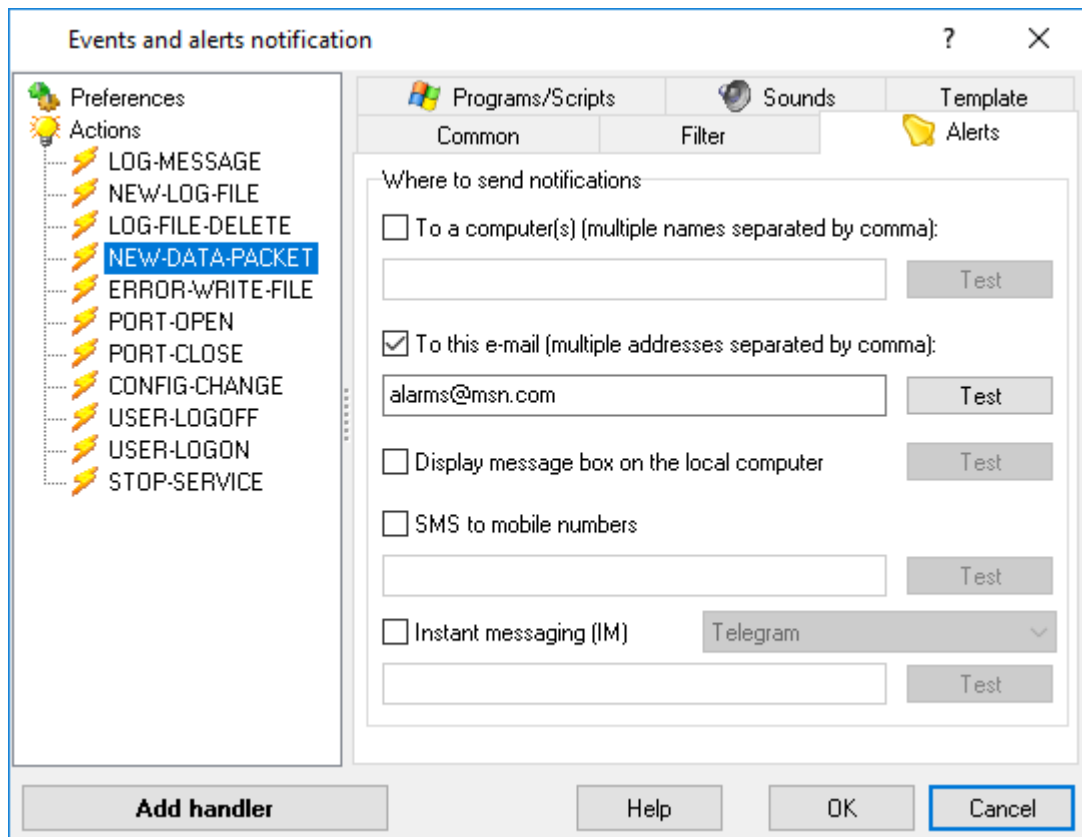 Events and alerts notification
?
Preferences
Actions
LOG-MESSAGE
NEW-LOG-FILE
LOG-FILE-DELETE
NEW-DATA-PACKET
ERROR-WRITE-FILE
PORT-OPEN
PORT-CLOSE
CONFIG-CHANGE
USER-LOGOFF
USER-LOGON
STOP-SERVICE
Programs/Scripts Sounds Template
Common Filter Alerts
Where to send notifications
To a computer(s) (multiple names separated by comma):
Test
To this e-mail (multiple addresses separated by comma):
alarms@msn.com Test
Display message box on the local computer Test
SMS to mobile numbers
Test
Instant messaging (IM) Telegram
Test
Add handler Help OK Cancel